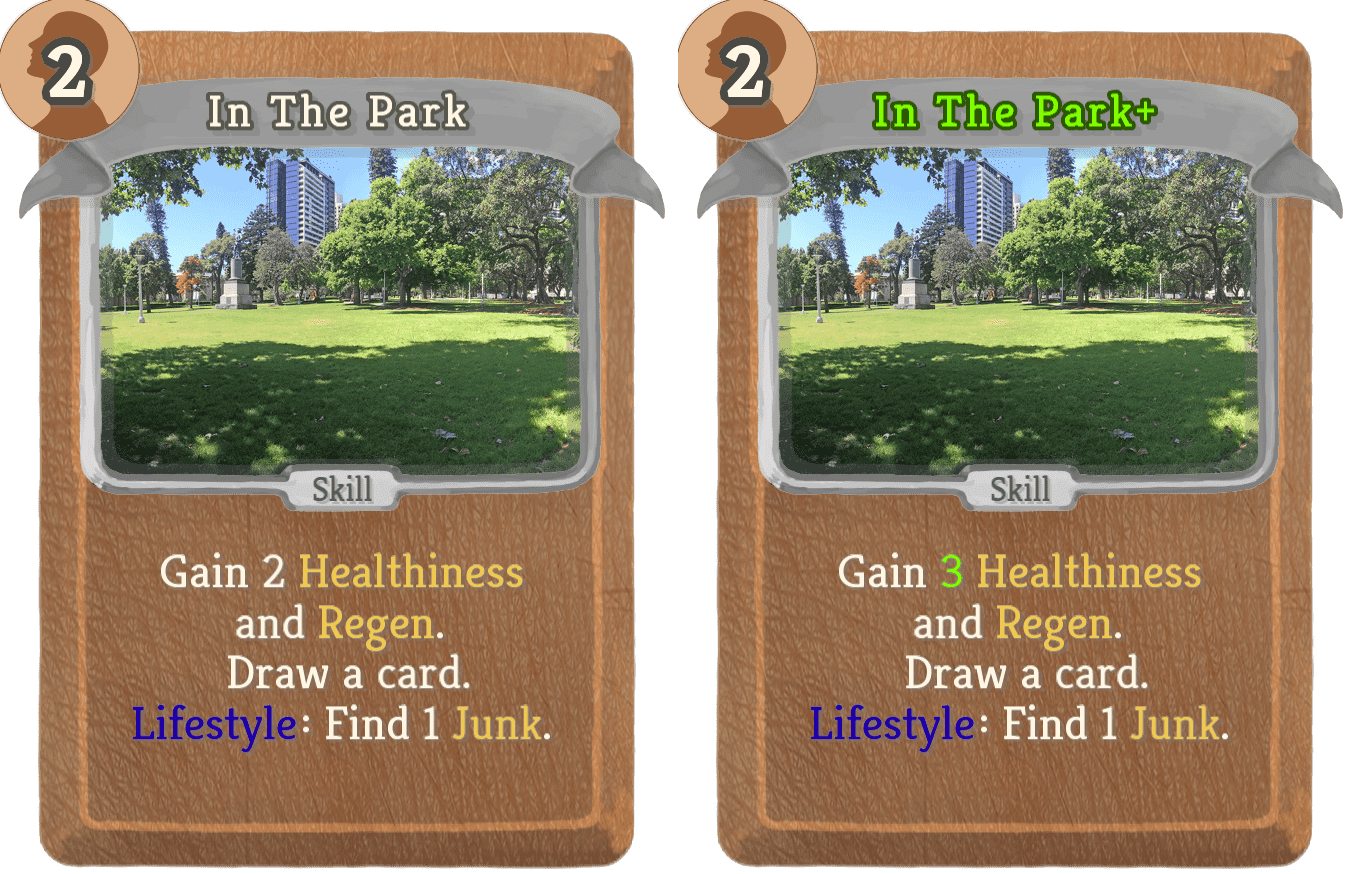 2
In The Park
Skill
Gain 2 Healthiness
and Regen.
Draw a card.
Lifestyle: Find 1 Junk.
2
In The Park+
Skill
Gain 3 Healthiness
and Regen.
Draw a card.
Lifestyle: Find 1 Junk.